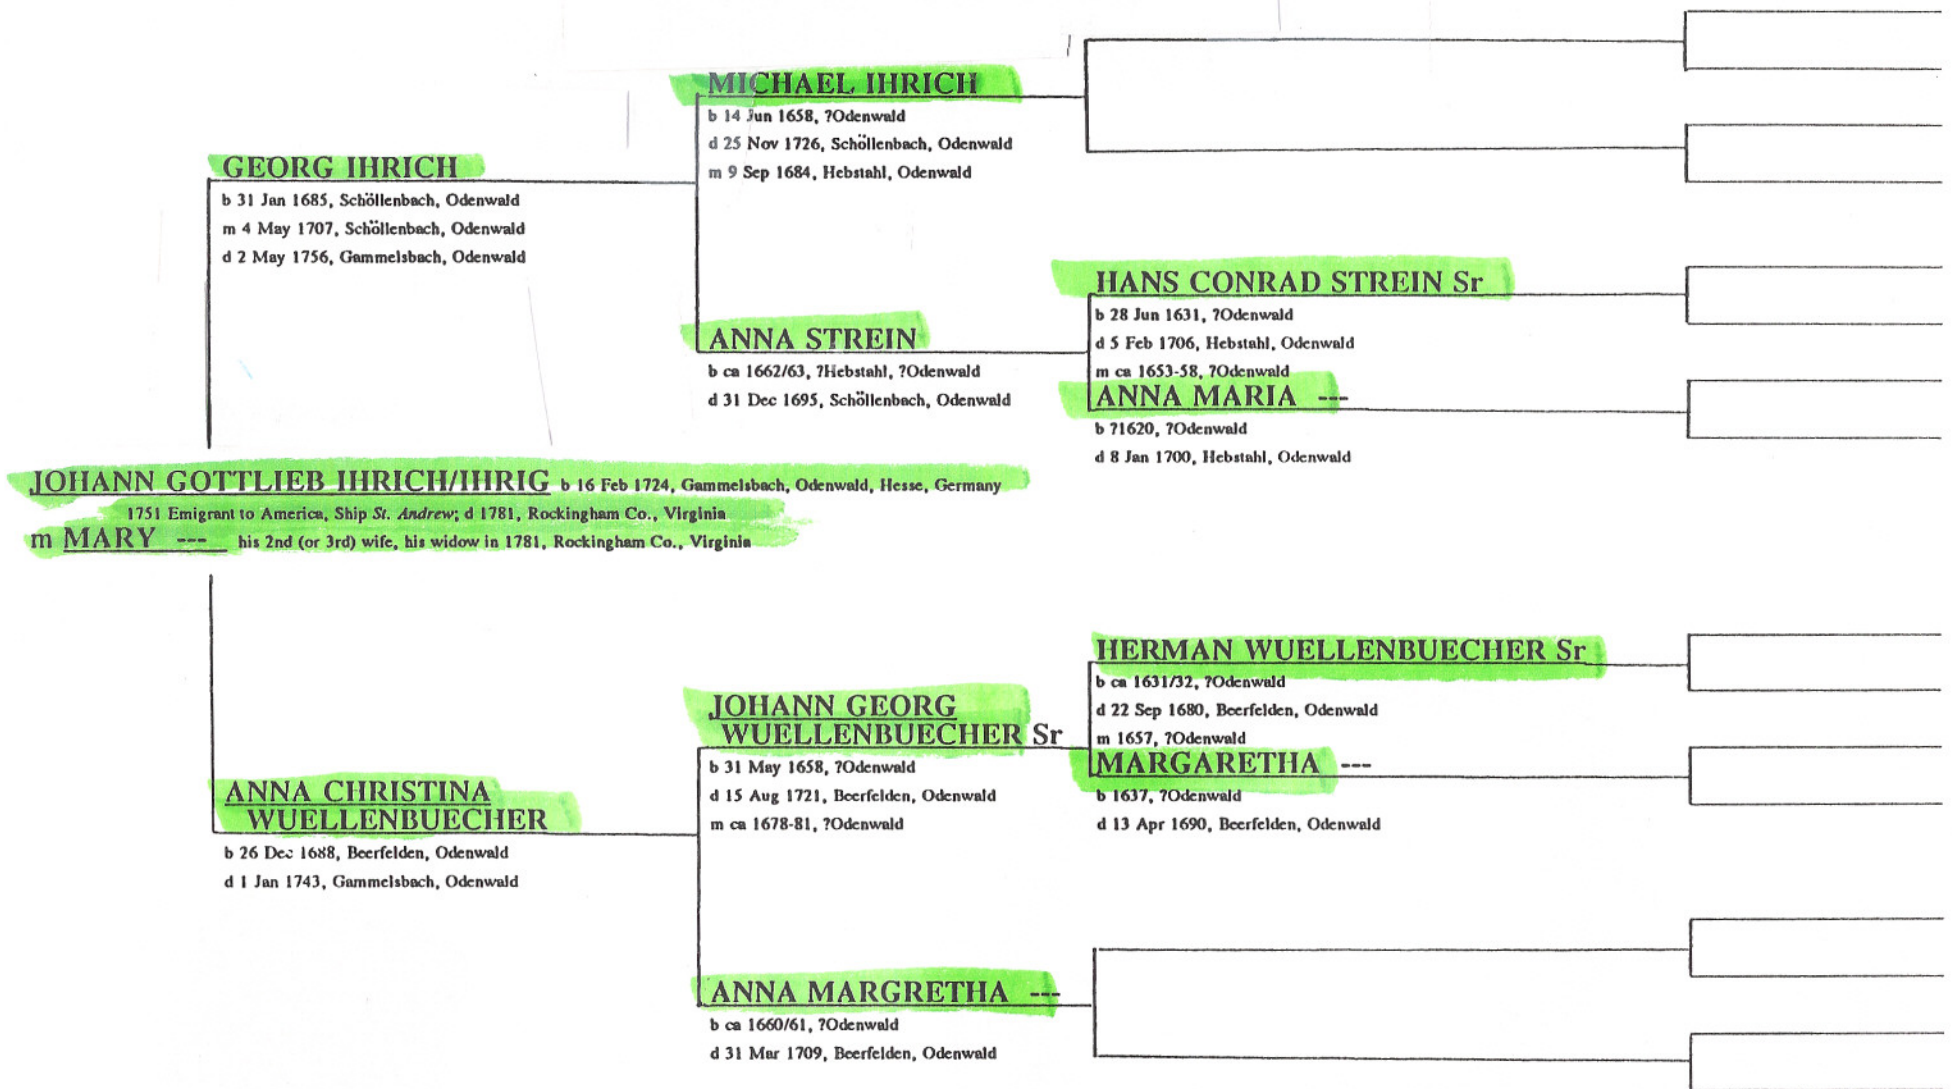 MICHAEL IHRICH
b 14 Jun 1658, ?Odenwald
d 25 Nov 1726, Schöllenbach, Odenwald
m 9 Sep 1684, Hebstahl, Odenwald
GEORG IHRICH
b 31 Jan 1685, Schöllenbach, Odenwald
m 4 May 1707, Schöllenbach, Odenwald
d 2 May 1756, Gammelsbach, Odenwald
HANS CONRAD STREIN Sr
b 28 Jun 1631, ?Odenwald
d 5 Feb 1706, Hebstahl, Odenwald
m ca 1653-58, ?Odenwald
ANNA STREIN
b ca 1662/63, ?Hebstahl, ?Odenwald
d 31 Dec 1695, Schöllenbach, Odenwald
ANNA MARIA ---
b ?1620, ?Odenwald
d 8 Jan 1700, Hebstahl, Odenwald
JOHANN GOTTLIEB IHRICH/IHRIG b 16 Feb 1724, Gammelsbach, Odenwald, Hesse, Germany
1751 Emigrant to America, Ship St. Andrew; d 1781, Rockingham Co., Virginia
m MARY --- his 2nd (or 3rd) wife, his widow in 1781, Rockingham Co., Virginia
HERMAN WUELLENBUECHER Sr
b ca 1631/32, ?Odenwald
d 22 Sep 1680, Beerfelden, Odenwald
m 1657, ?Odenwald
JOHANN GEORG
WUELLENBUECHER Sr
b 31 May 1658, ?Odenwald
d 15 Aug 1721, Beerfelden, Odenwald
m ca 1678-81, ?Odenwald
MARGARETHA ---
b 1637, ?Odenwald
d 13 Apr 1690, Beerfelden, Odenwald
ANNA CHRISTINA
WUELLENBUECHER
b 26 Dec 1688, Beerfelden, Odenwald
d 1 Jan 1743, Gammelsbach, Odenwald
ANNA MARGRETHA ---
b ca 1660/61, ?Odenwald
d 31 Mar 1709, Beerfelden, Odenwald